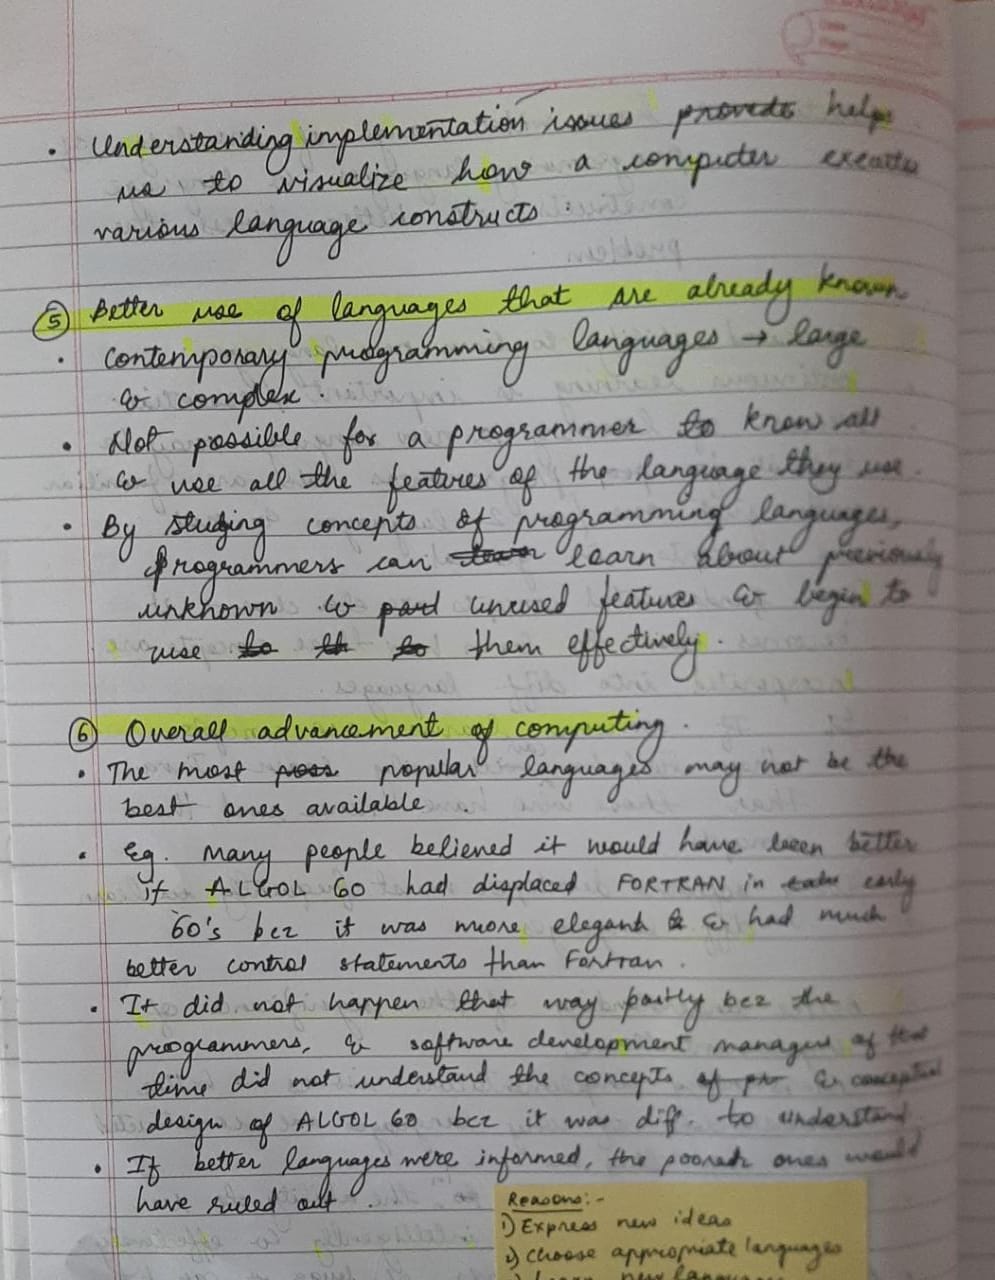 • Understanding implementation issues provides helps
us to visualize how a computer executes
various language constructs.
⑤ Better use of languages that are already known
• Contemporary programming languages → large
& complex.
• Not possible for a programmer to know all
& use all the features of the language they use.
• By studing concepts of programming languages,
programmers can learn about previously
unknown & unused features & begin to
use to th to them effectively.
⑥ Overall advancement of computing.
• The most popular languages may not be the
best ones available.
• Eg. Many people believed it would have been better
if ALGOL 60 had displaced FORTRAN in early
60's bcz it was more elegant & & had much
better control statements than Fortran.
• It did not happen that way partly bcz the
programmers, & software development managers of that
time did not understand the concepts of pr & conceptual
design of ALGOL 60 bcz it was diff. to understand
• If better languages were informed, the poorer ones would
have ruled out.
Reasons:-
1) Express new ideas
2) Choose appropriate languages
new